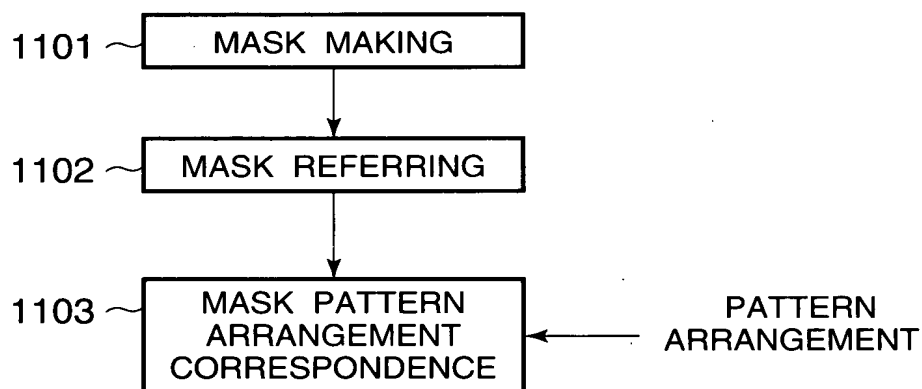 1101 MASK MAKING
1102 MASK REFERRING
1103 MASK PATTERN
ARRANGEMENT
CORRESPONDENCE
PATTERN
ARRANGEMENT